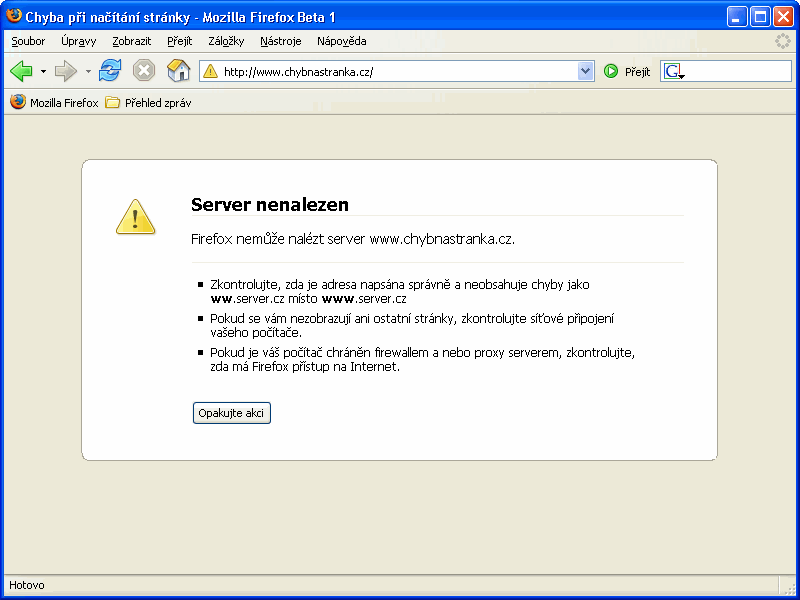 Chyba při načítání stránky - Mozilla Firefox Beta 1
Soubor Úpravy Zobrazit Přejít Záložky Nástroje Nápověda
http://www.chybnastranka.cz/ Přejít G
Mozilla Firefox Přehled zpráv
Server nenalezen
Firefox nemůže nalézt server www.chybnastranka.cz.
Zkontrolujte, zda je adresa napsána správně a neobsahuje chyby jako
ww.server.cz místo www.server.cz
Pokud se vám nezobrazují ani ostatní stránky, zkontrolujte síťové připojení
vašeho počítače.
Pokud je váš počítač chráněn firewallem a nebo proxy serverem, zkontrolujte,
zda má Firefox přístup na Internet.
Opakujte akci
Hotovo